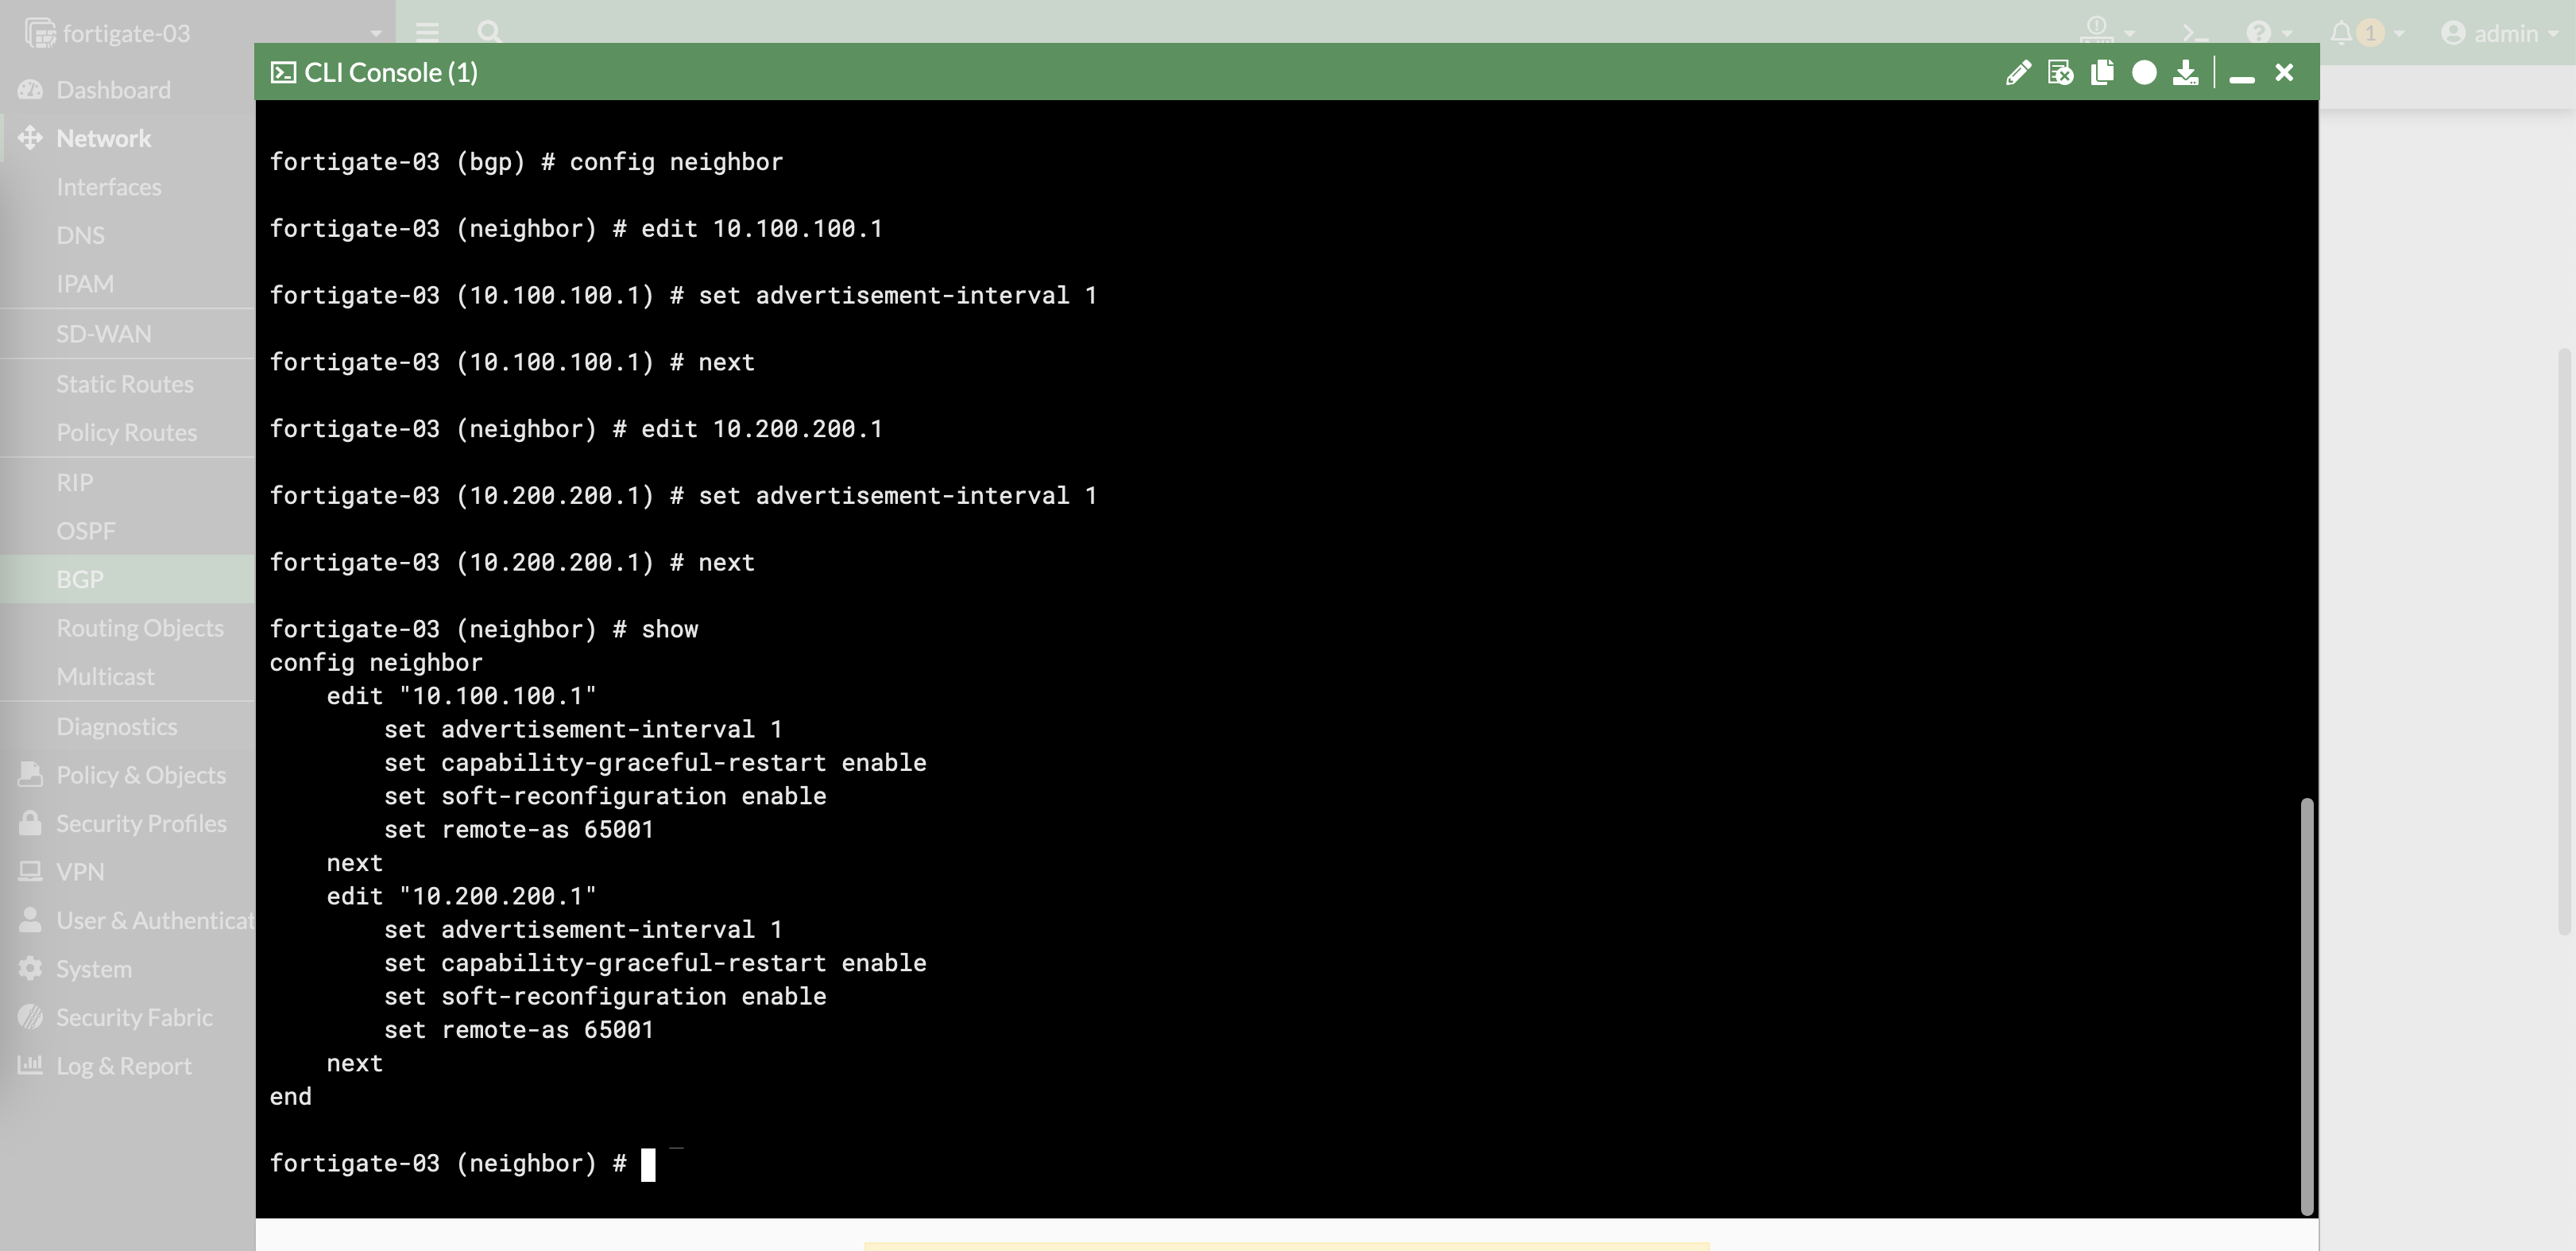 fortigate-03
1
admin
CLI Console (1)
Dashboard
Network
Interfaces
DNS
IPAM
SD-WAN
Static Routes
Policy Routes
RIP
OSPF
BGP
Routing Objects
Multicast
Diagnostics
Policy & Objects
Security Profiles
VPN
User & Authenticat
System
Security Fabric
Log & Report
fortigate-03 (bgp) # config neighbor
fortigate-03 (neighbor) # edit 10.100.100.1
fortigate-03 (10.100.100.1) # set advertisement-interval 1
fortigate-03 (10.100.100.1) # next
fortigate-03 (neighbor) # edit 10.200.200.1
fortigate-03 (10.200.200.1) # set advertisement-interval 1
fortigate-03 (10.200.200.1) # next
fortigate-03 (neighbor) # show
config neighbor
    edit "10.100.100.1"
        set advertisement-interval 1
        set capability-graceful-restart enable
        set soft-reconfiguration enable
        set remote-as 65001
    next
    edit "10.200.200.1"
        set advertisement-interval 1
        set capability-graceful-restart enable
        set soft-reconfiguration enable
        set remote-as 65001
    next
end
fortigate-03 (neighbor) #